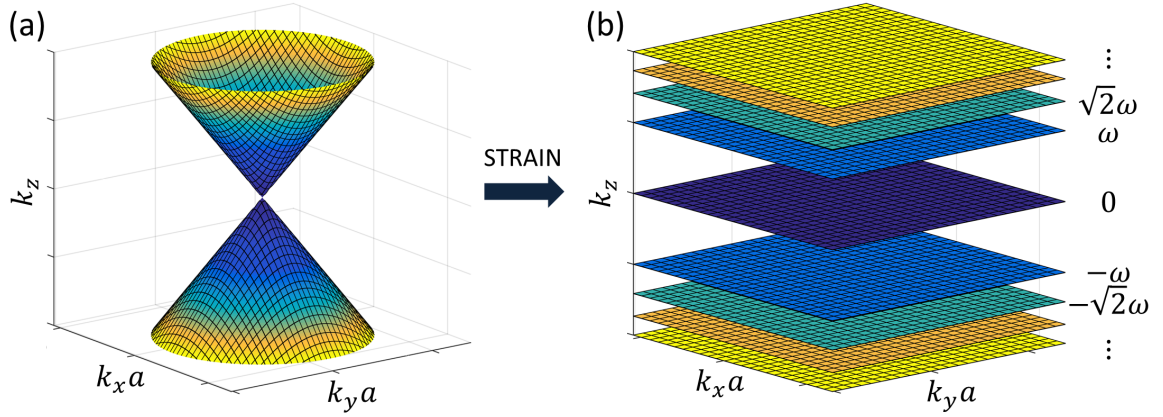 (a)
k_z
k_x a
k_y a
STRAIN
(b)
k_z
k_x a
k_y a
⋮
√2ω
ω
0
−ω
−√2ω
⋮